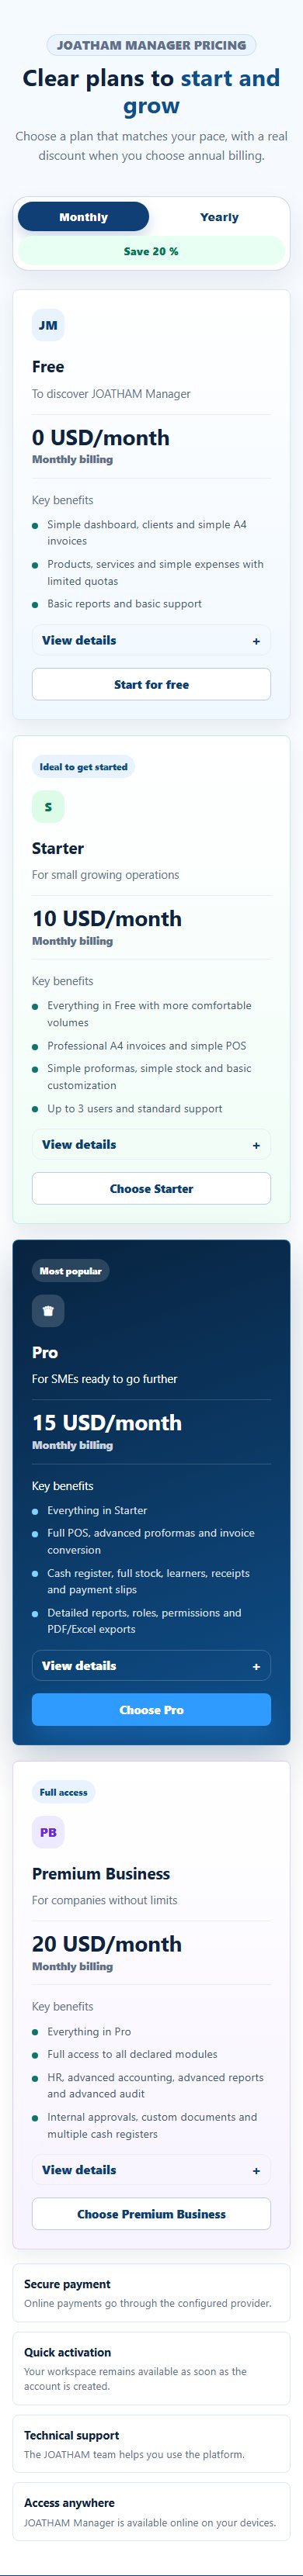 JOATHAM MANAGER PRICING
Clear plans to start and
grow
Choose a plan that matches your pace, with a real
discount when you choose annual billing.
Monthly
Yearly
Save 20 %
JM
Free
To discover JOATHAM Manager
0 USD/month
Monthly billing
Key benefits
Simple dashboard, clients and simple A4
invoices
Products, services and simple expenses with
limited quotas
Basic reports and basic support
View details +
Start for free
Ideal to get started
S
Starter
For small growing operations
10 USD/month
Monthly billing
Key benefits
Everything in Free with more comfortable
volumes
Professional A4 invoices and simple POS
Simple proformas, simple stock and basic
customization
Up to 3 users and standard support
View details +
Choose Starter
Most popular
Pro
For SMEs ready to go further
15 USD/month
Monthly billing
Key benefits
Everything in Starter
Full POS, advanced proformas and invoice
conversion
Cash register, full stock, learners, receipts
and payment slips
Detailed reports, roles, permissions and
PDF/Excel exports
View details +
Choose Pro
Full access
PB
Premium Business
For companies without limits
20 USD/month
Monthly billing
Key benefits
Everything in Pro
Full access to all declared modules
HR, advanced accounting, advanced reports
and advanced audit
Internal approvals, custom documents and
multiple cash registers
View details +
Choose Premium Business
Secure payment
Online payments go through the configured provider.
Quick activation
Your workspace remains available as soon as the
account is created.
Technical support
The JOATHAM team helps you use the platform.
Access anywhere
JOATHAM Manager is available online on your devices.